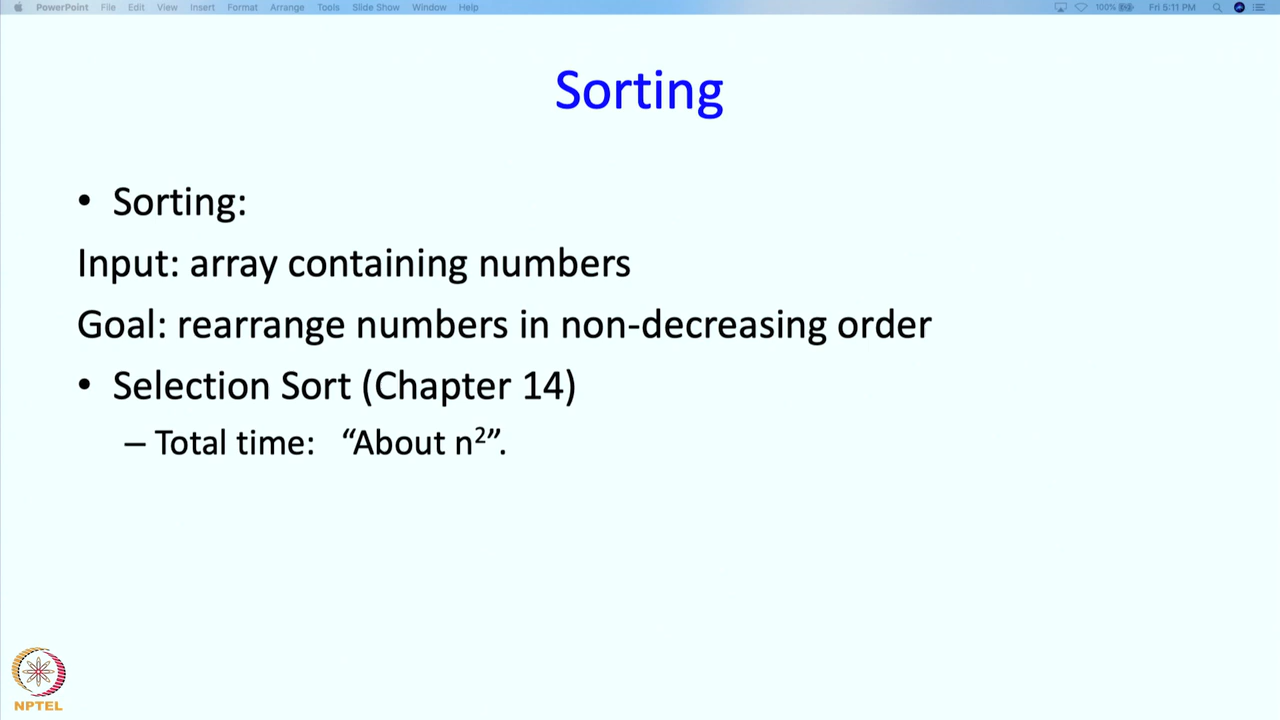 PowerPoint File Edit View Insert Format Arrange Tools Slide Show Window Help 100% Fri 5:11 PM
Sorting
• Sorting:
Input: array containing numbers
Goal: rearrange numbers in non-decreasing order
• Selection Sort (Chapter 14)
– Total time: “About n²”.
NPTEL